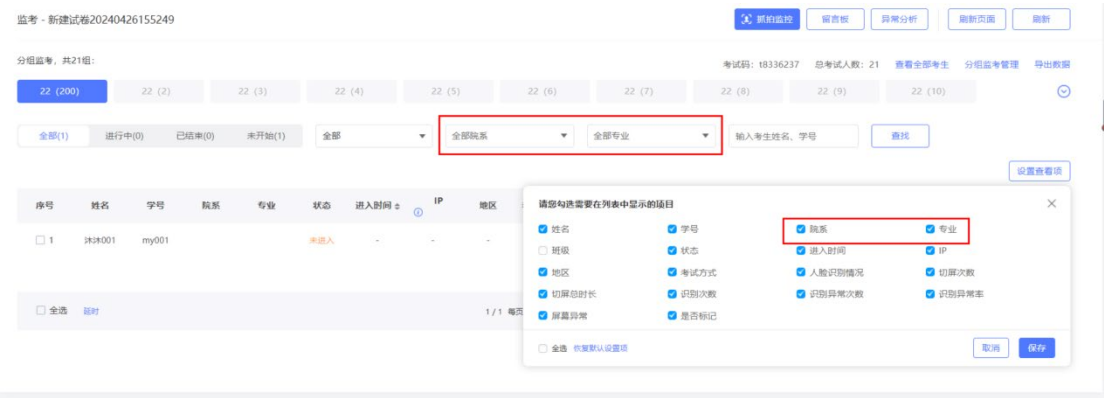 监考 - 新建试卷20240426155249 抓拍监控 留言板 异常分析 刷新页面 刷新
分组监考，共21组： 考试码：t8336237 总考试人数：21 查看全部考生 分组监考管理 导出数据
22 (200) 22 (2) 22 (3) 22 (4) 22 (5) 22 (6) 22 (7) 22 (8) 22 (9) 22 (10)
全部(1) 进行中(0) 已结束(0) 未开始(1) 全部 全部院系 全部专业 输入考生姓名、学号 查找
设置查看项
序号 姓名 学号 院系 专业 状态 进入时间 IP 地区
1 沐沐001 my001 未进入 - - -
全选 延时 1 / 1 每页
请您勾选需要在列表中显示的项目
姓名 学号 院系 专业
班级 状态 进入时间 IP
地区 考试方式 人脸识别情况 切屏次数
切屏总时长 识别次数 识别异常次数 识别异常率
屏幕异常 是否标记
全选 恢复默认设置项 取消 保存